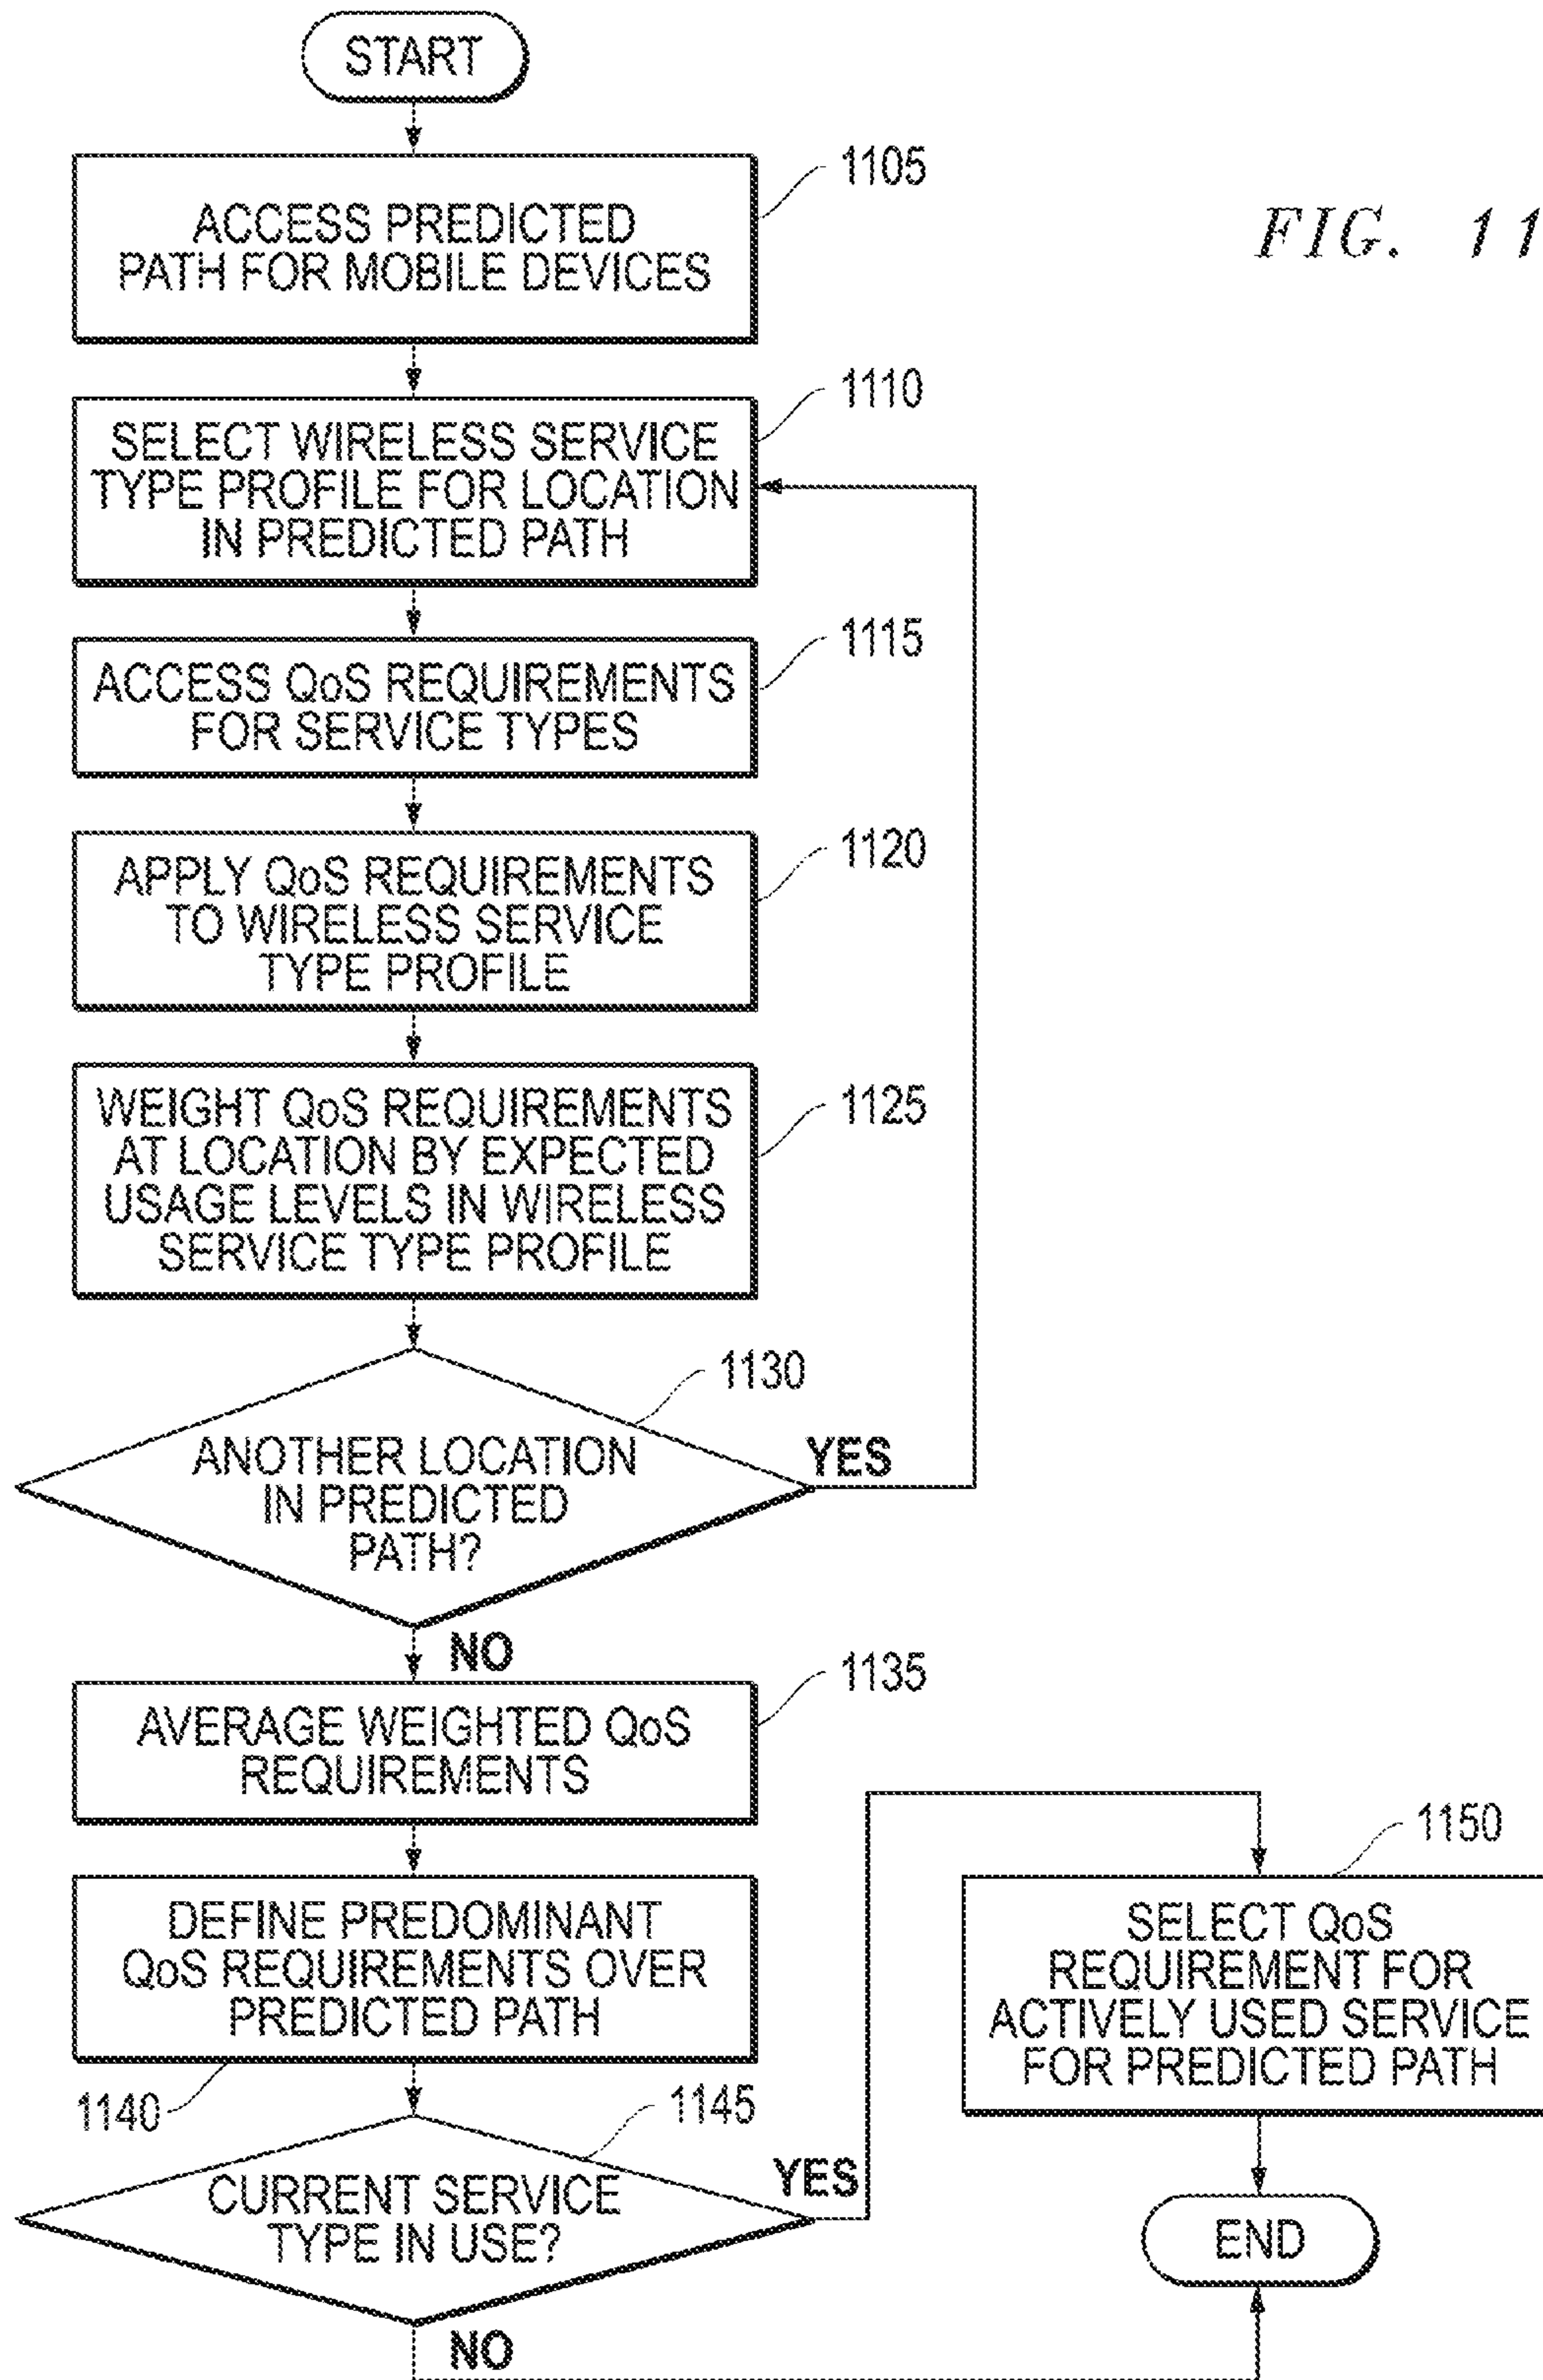 START
1105
FIG. 11
ACCESS PREDICTED
PATH FOR MOBILE DEVICES
1110
SELECT WIRELESS SERVICE
TYPE PROFILE FOR LOCATION
IN PREDICTED PATH
1115
ACCESS QoS REQUIREMENTS
FOR SERVICE TYPES
1120
APPLY QoS REQUIREMENTS
TO WIRELESS SERVICE
TYPE PROFILE
1125
WEIGHT QoS REQUIREMENTS
AT LOCATION BY EXPECTED
USAGE LEVELS IN WIRELESS
SERVICE TYPE PROFILE
1130
ANOTHER LOCATION
IN PREDICTED
PATH?
YES
NO
1135
AVERAGE WEIGHTED QoS
REQUIREMENTS
DEFINE PREDOMINANT
QoS REQUIREMENTS OVER
PREDICTED PATH
1140
1145
CURRENT SERVICE
TYPE IN USE?
YES
NO
1150
SELECT QoS
REQUIREMENT FOR
ACTIVELY USED SERVICE
FOR PREDICTED PATH
END